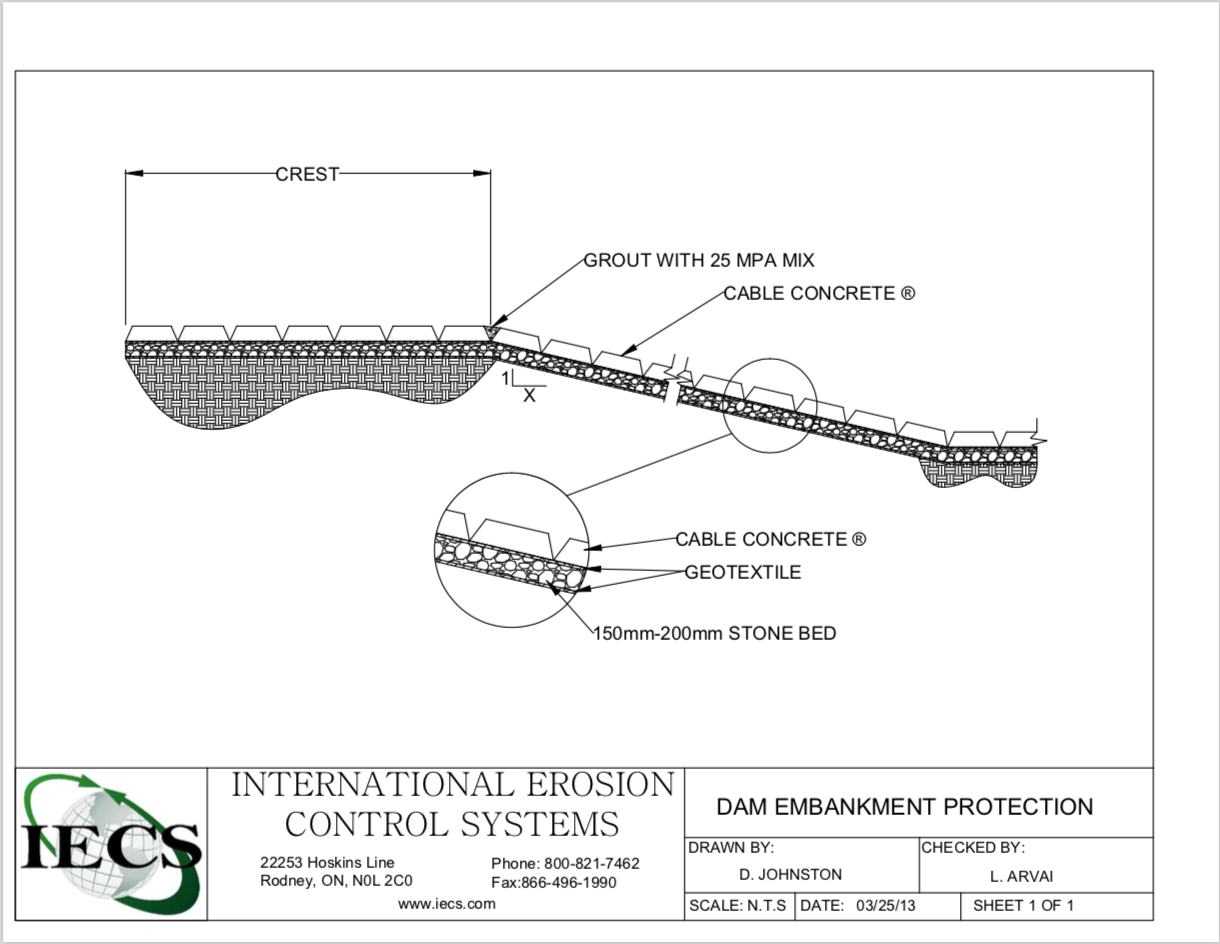 CREST
GROUT WITH 25 MPA MIX
CABLE CONCRETE ®
1
X
CABLE CONCRETE ®
GEOTEXTILE
150mm-200mm STONE BED
IECS
INTERNATIONAL EROSION
CONTROL SYSTEMS
22253 Hoskins Line
Rodney, ON, N0L 2C0
Phone: 800-821-7462
Fax:866-496-1990
www.iecs.com
DAM EMBANKMENT PROTECTION
DRAWN BY:
D. JOHNSTON
CHECKED BY:
L. ARVAI
SCALE: N.T.S
DATE: 03/25/13
SHEET 1 OF 1